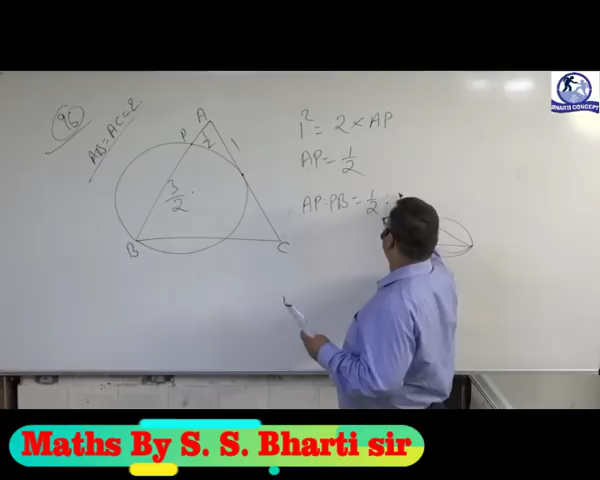 96
AB=AC=2
A
P
1
3/2
B
C
1² = 2 × AP
AP = 1/2
AP:PB = 1/2 :
BHARTI CONCEPT
Maths By S. S. Bharti sir